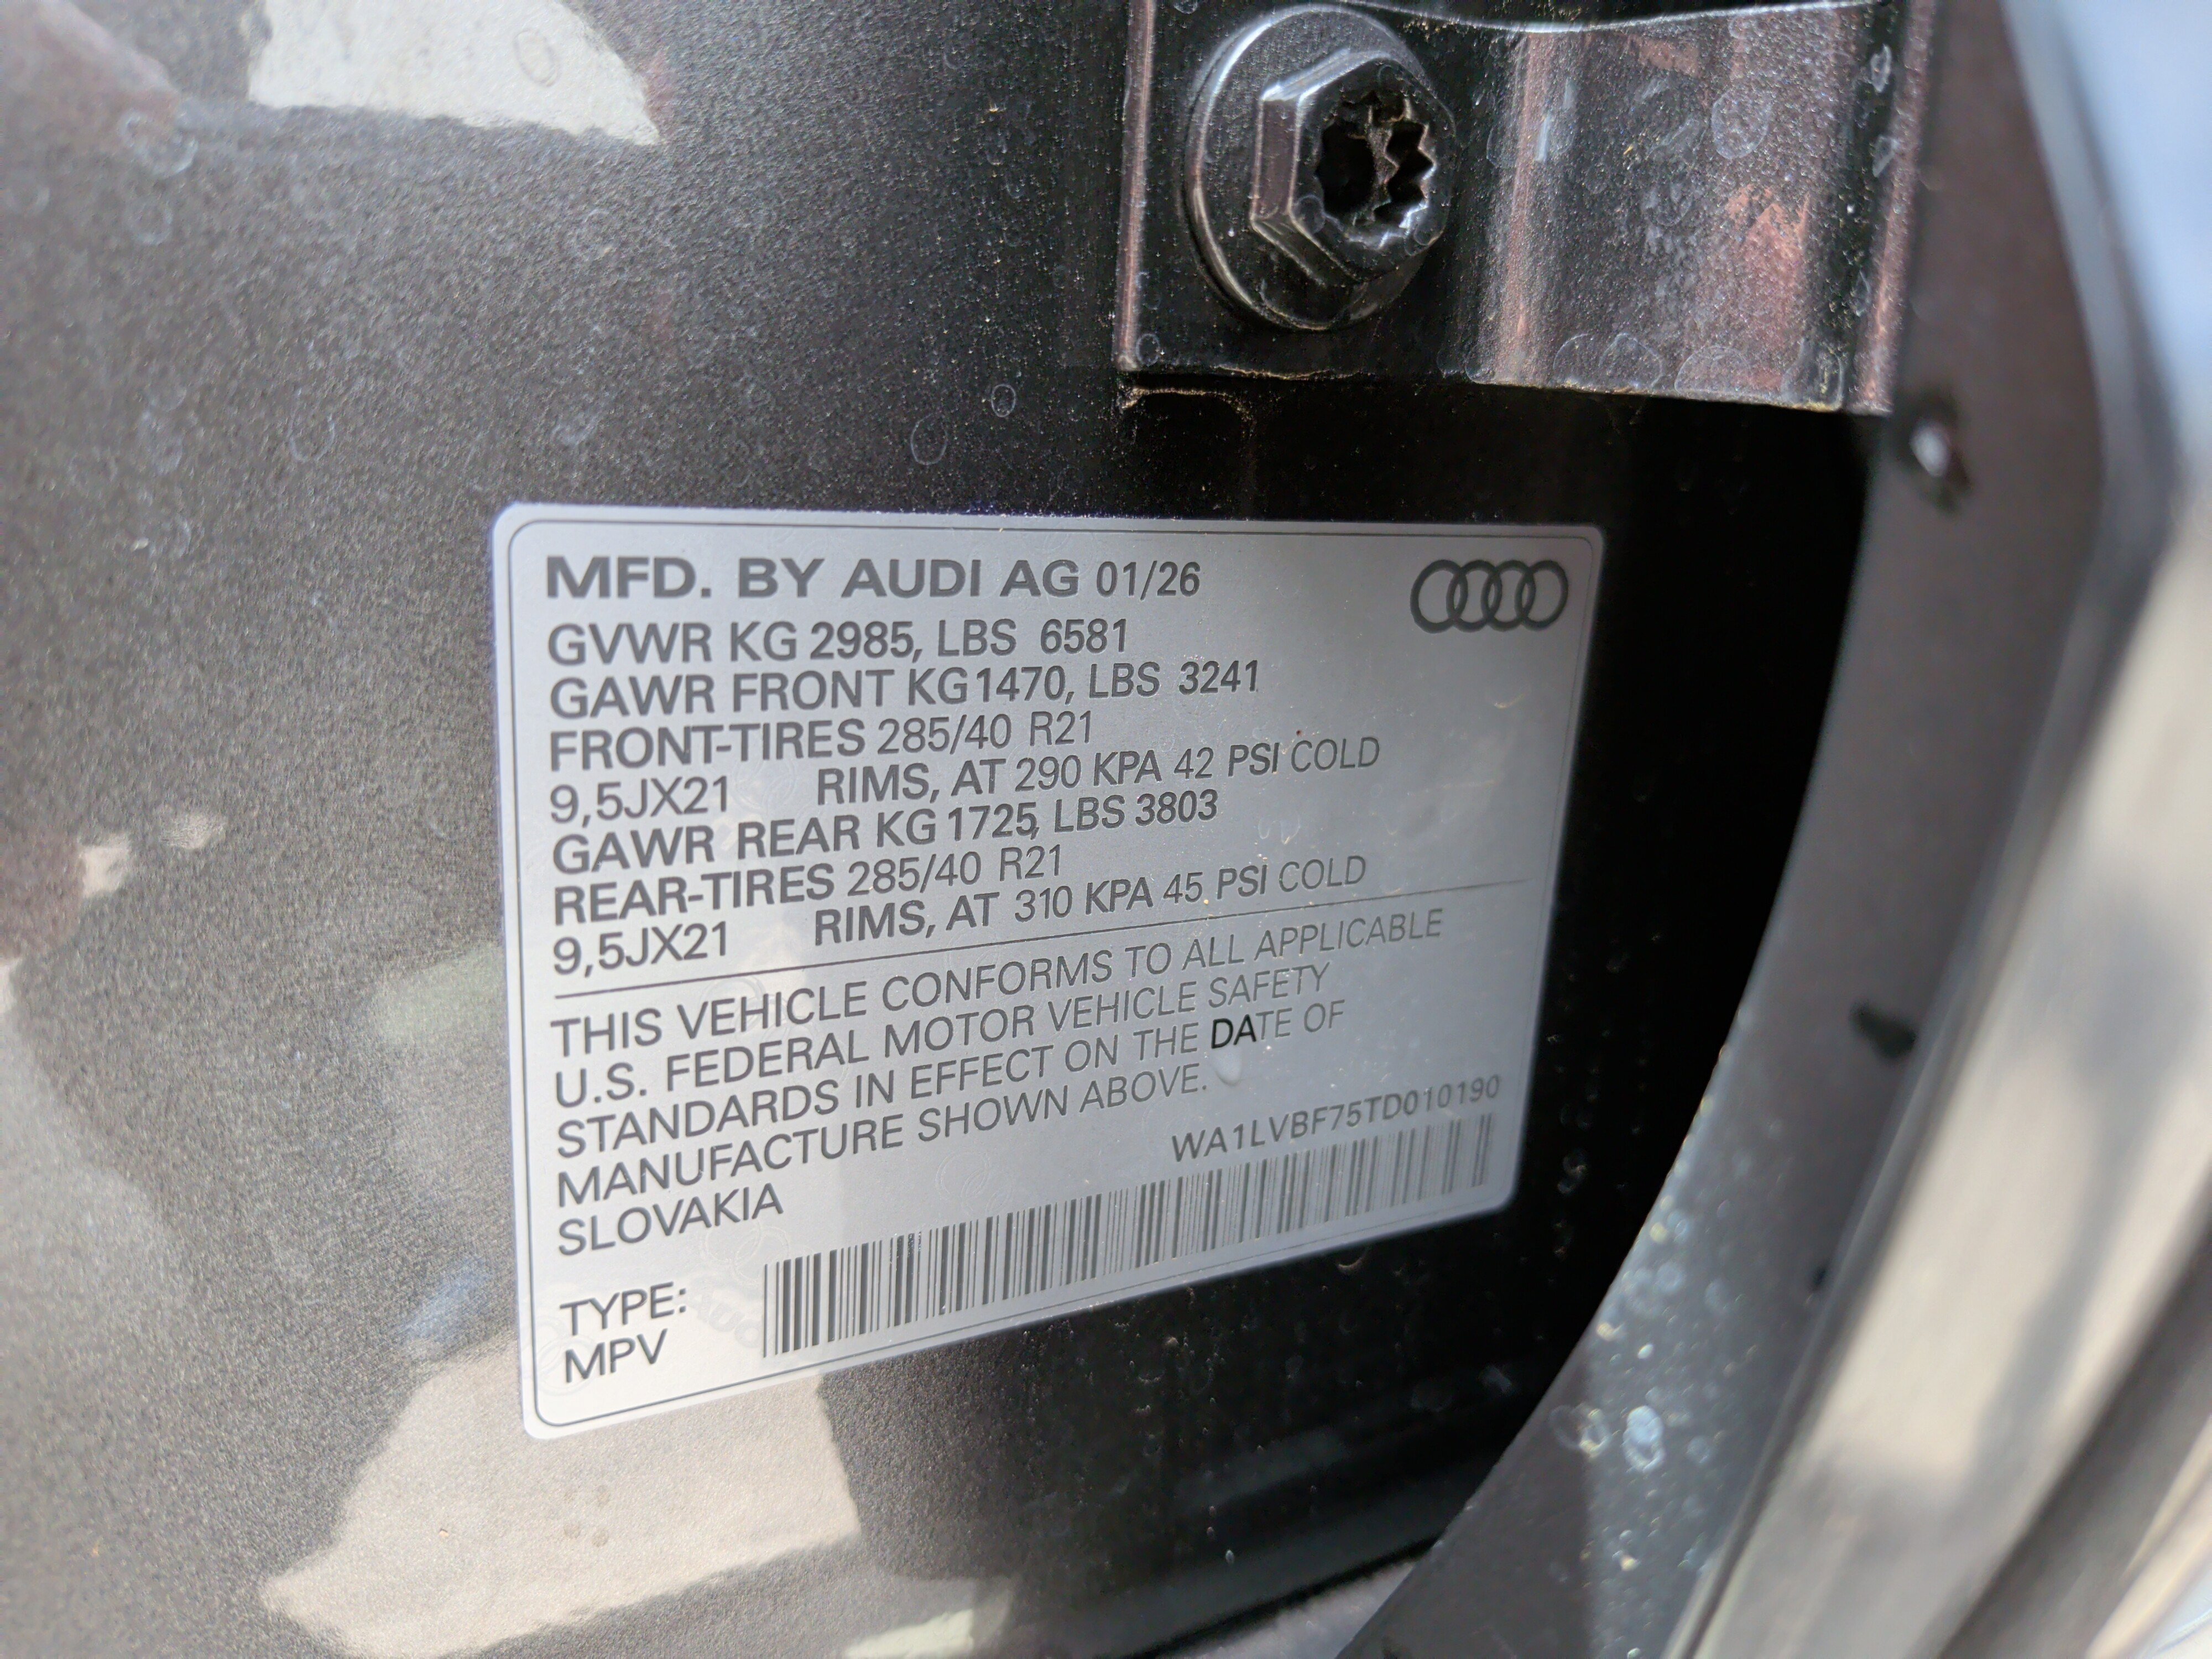 MFD. BY AUDI AG 01/26
GVWR KG 2985, LBS 6581
GAWR FRONT KG1470, LBS 3241
FRONT-TIRES 285/40 R21
9,5JX21 RIMS, AT 290 KPA 42 PSI COLD
GAWR REAR KG1725, LBS 3803
REAR-TIRES 285/40 R21
9,5JX21 RIMS, AT 310 KPA 45 PSI COLD
THIS VEHICLE CONFORMS TO ALL APPLICABLE
U.S. FEDERAL MOTOR VEHICLE SAFETY
STANDARDS IN EFFECT ON THE DATE OF
MANUFACTURE SHOWN ABOVE.
SLOVAKIA
WA1LVBF75TD010190
TYPE:
MPV